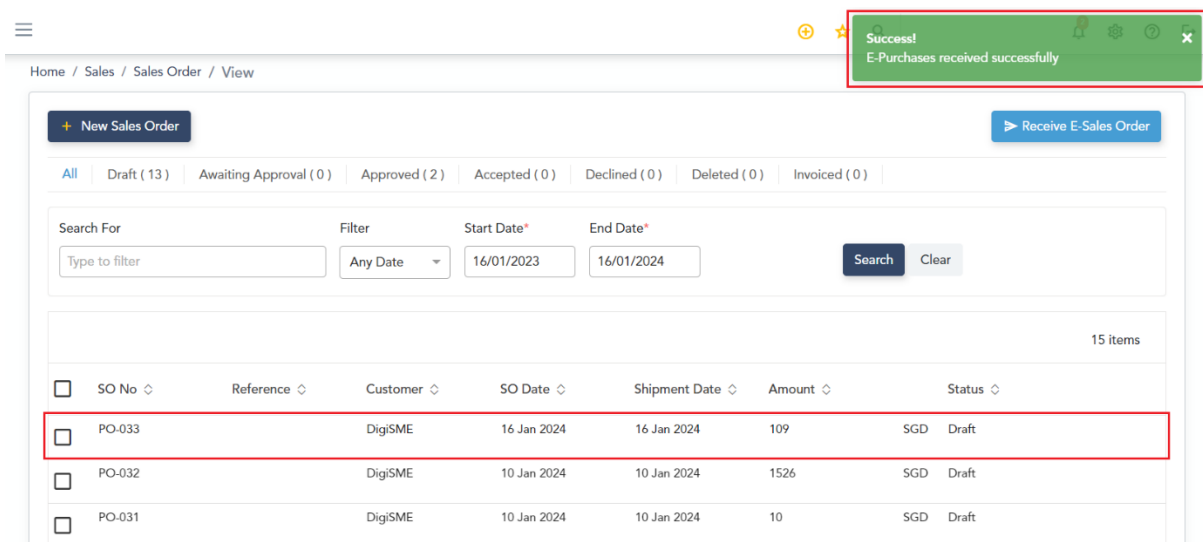 Success!
E-Purchases received successfully
Home / Sales / Sales Order / View
+ New Sales Order
Receive E-Sales Order
All Draft ( 13 ) Awaiting Approval ( 0 ) Approved ( 2 ) Accepted ( 0 ) Declined ( 0 ) Deleted ( 0 ) Invoiced ( 0 )
Search For Filter Start Date* End Date*
Type to filter Any Date 16/01/2023 16/01/2024 Search Clear
15 items
SO No Reference Customer SO Date Shipment Date Amount Status
PO-033 DigiSME 16 Jan 2024 16 Jan 2024 109 SGD Draft
PO-032 DigiSME 10 Jan 2024 10 Jan 2024 1526 SGD Draft
PO-031 DigiSME 10 Jan 2024 10 Jan 2024 10 SGD Draft